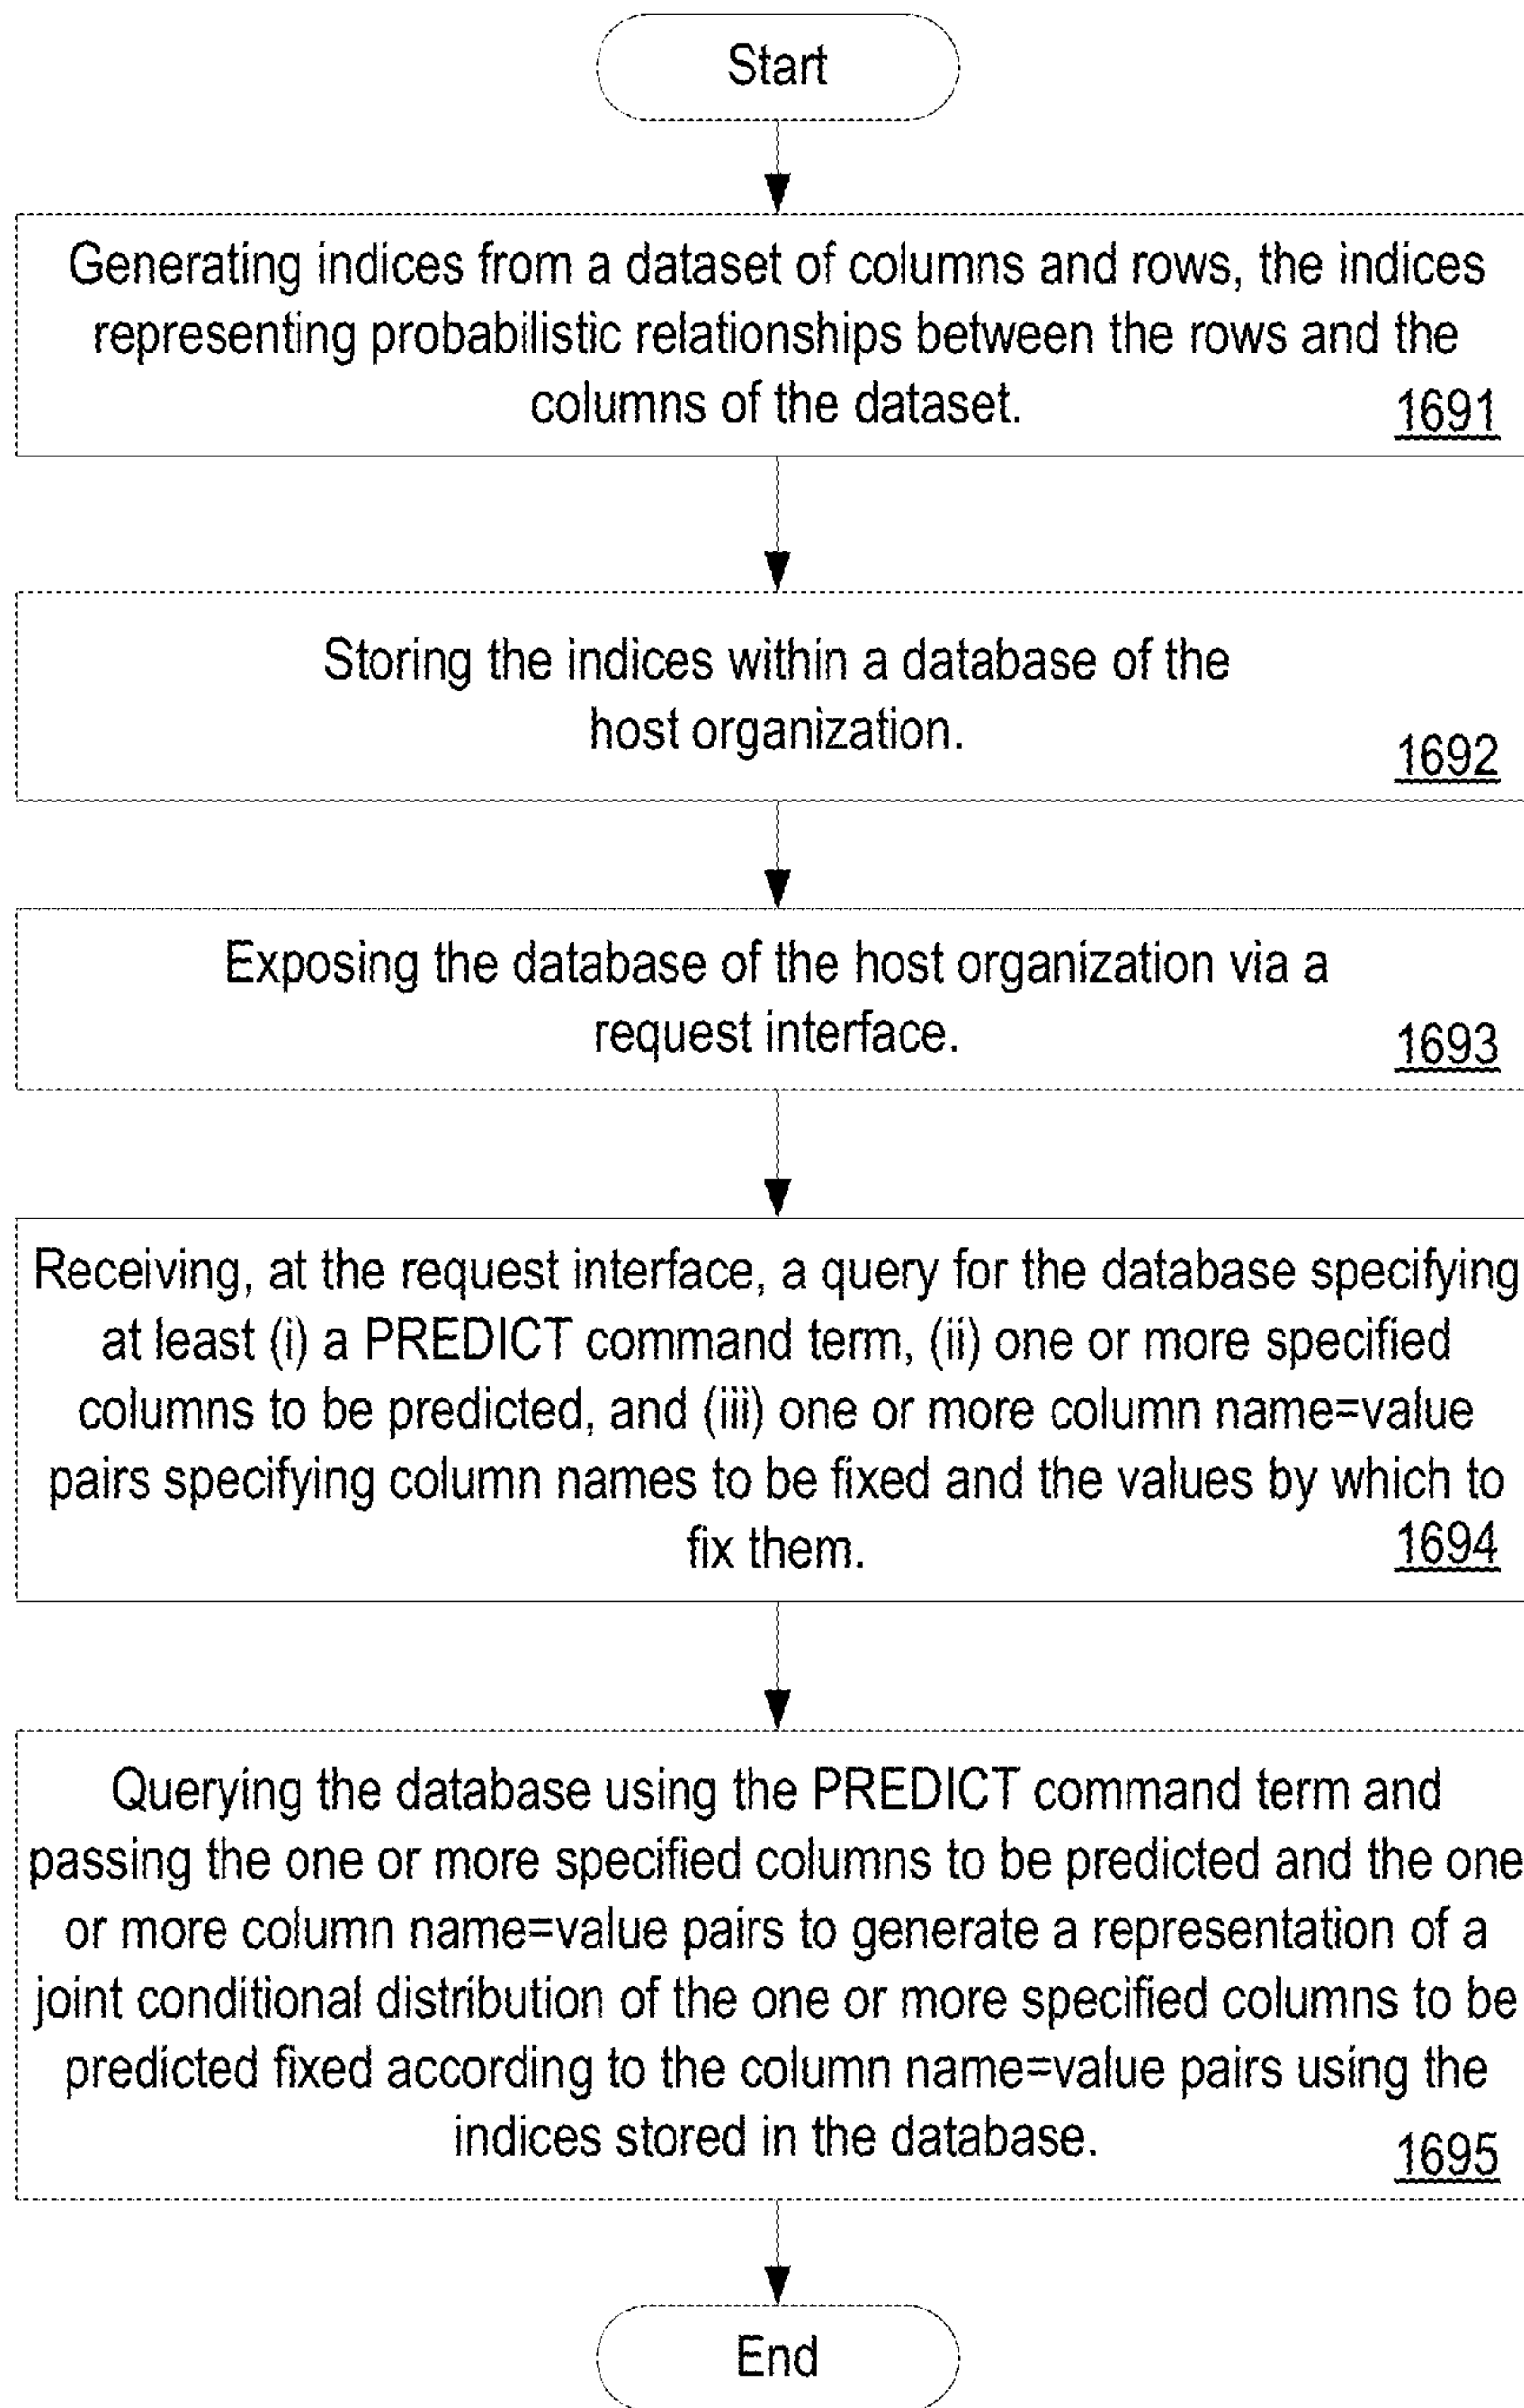 Start
Generating indices from a dataset of columns and rows, the indices
representing probabilistic relationships between the rows and the
columns of the dataset.
1691
Storing the indices within a database of the
host organization.
1692
Exposing the database of the host organization via a
request interface.
1693
Receiving, at the request interface, a query for the database specifying
at least (i) a PREDICT command term, (ii) one or more specified
columns to be predicted, and (iii) one or more column name=value
pairs specifying column names to be fixed and the values by which to
fix them.
1694
Querying the database using the PREDICT command term and
passing the one or more specified columns to be predicted and the one
or more column name=value pairs to generate a representation of a
joint conditional distribution of the one or more specified columns to be
predicted fixed according to the column name=value pairs using the
indices stored in the database.
1695
End